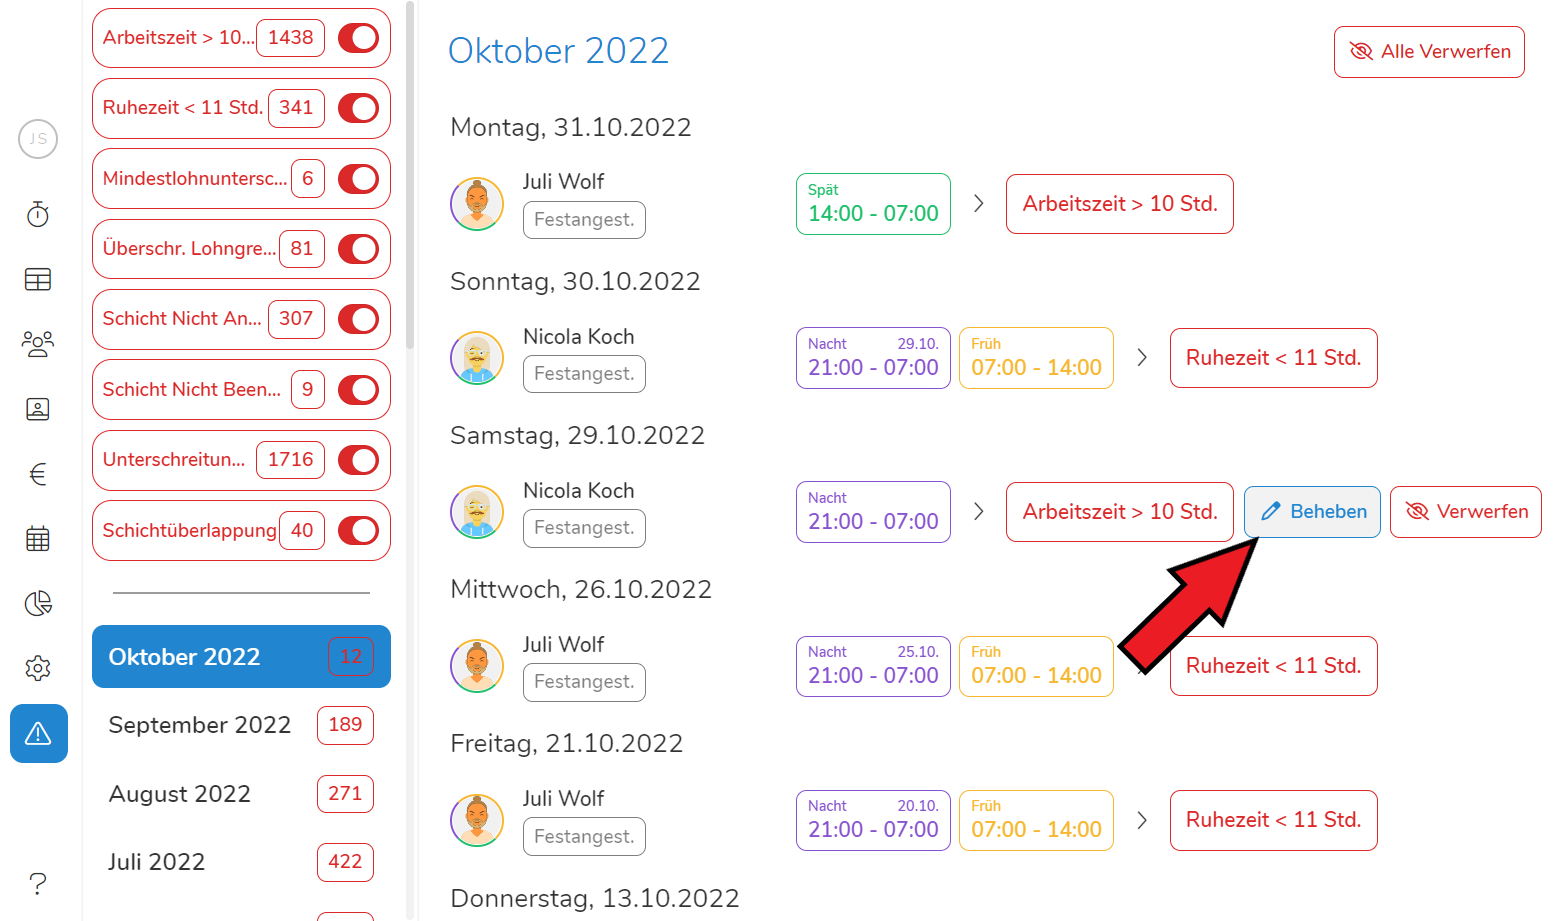 JS
?
Arbeitszeit > 10... 1438
Ruhezeit < 11 Std. 341
Mindestlohnuntersc... 6
Überschr. Lohngre... 81
Schicht Nicht An... 307
Schicht Nicht Been... 9
Unterschreitun... 1716
Schichtüberlappung 40
Oktober 2022 12
September 2022 189
August 2022 271
Juli 2022 422
Oktober 2022
Alle Verwerfen
Montag, 31.10.2022
Juli Wolf
Festangest.
Spät
14:00 - 07:00
Arbeitszeit > 10 Std.
Sonntag, 30.10.2022
Nicola Koch
Festangest.
Nacht 29.10.
21:00 - 07:00
Früh
07:00 - 14:00
Ruhezeit < 11 Std.
Samstag, 29.10.2022
Nicola Koch
Festangest.
Nacht
21:00 - 07:00
Arbeitszeit > 10 Std.
Beheben
Verwerfen
Mittwoch, 26.10.2022
Juli Wolf
Festangest.
Nacht 25.10.
21:00 - 07:00
Früh
07:00 - 14:00
Ruhezeit < 11 Std.
Freitag, 21.10.2022
Juli Wolf
Festangest.
Nacht 20.10.
21:00 - 07:00
Früh
07:00 - 14:00
Ruhezeit < 11 Std.
Donnerstag, 13.10.2022